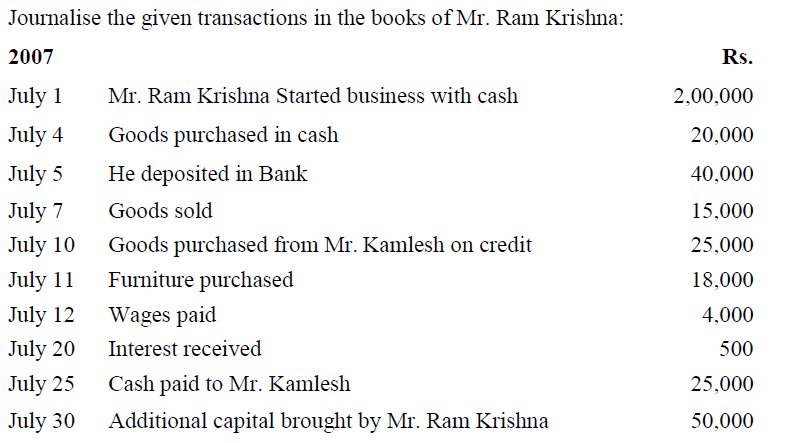 Journalise the given transactions in the books of Mr. Ram Krishna:
2007 Rs.
July 1 Mr. Ram Krishna Started business with cash 2,00,000
July 4 Goods purchased in cash 20,000
July 5 He deposited in Bank 40,000
July 7 Goods sold 15,000
July 10 Goods purchased from Mr. Kamlesh on credit 25,000
July 11 Furniture purchased 18,000
July 12 Wages paid 4,000
July 20 Interest received 500
July 25 Cash paid to Mr. Kamlesh 25,000
July 30 Additional capital brought by Mr. Ram Krishna 50,000